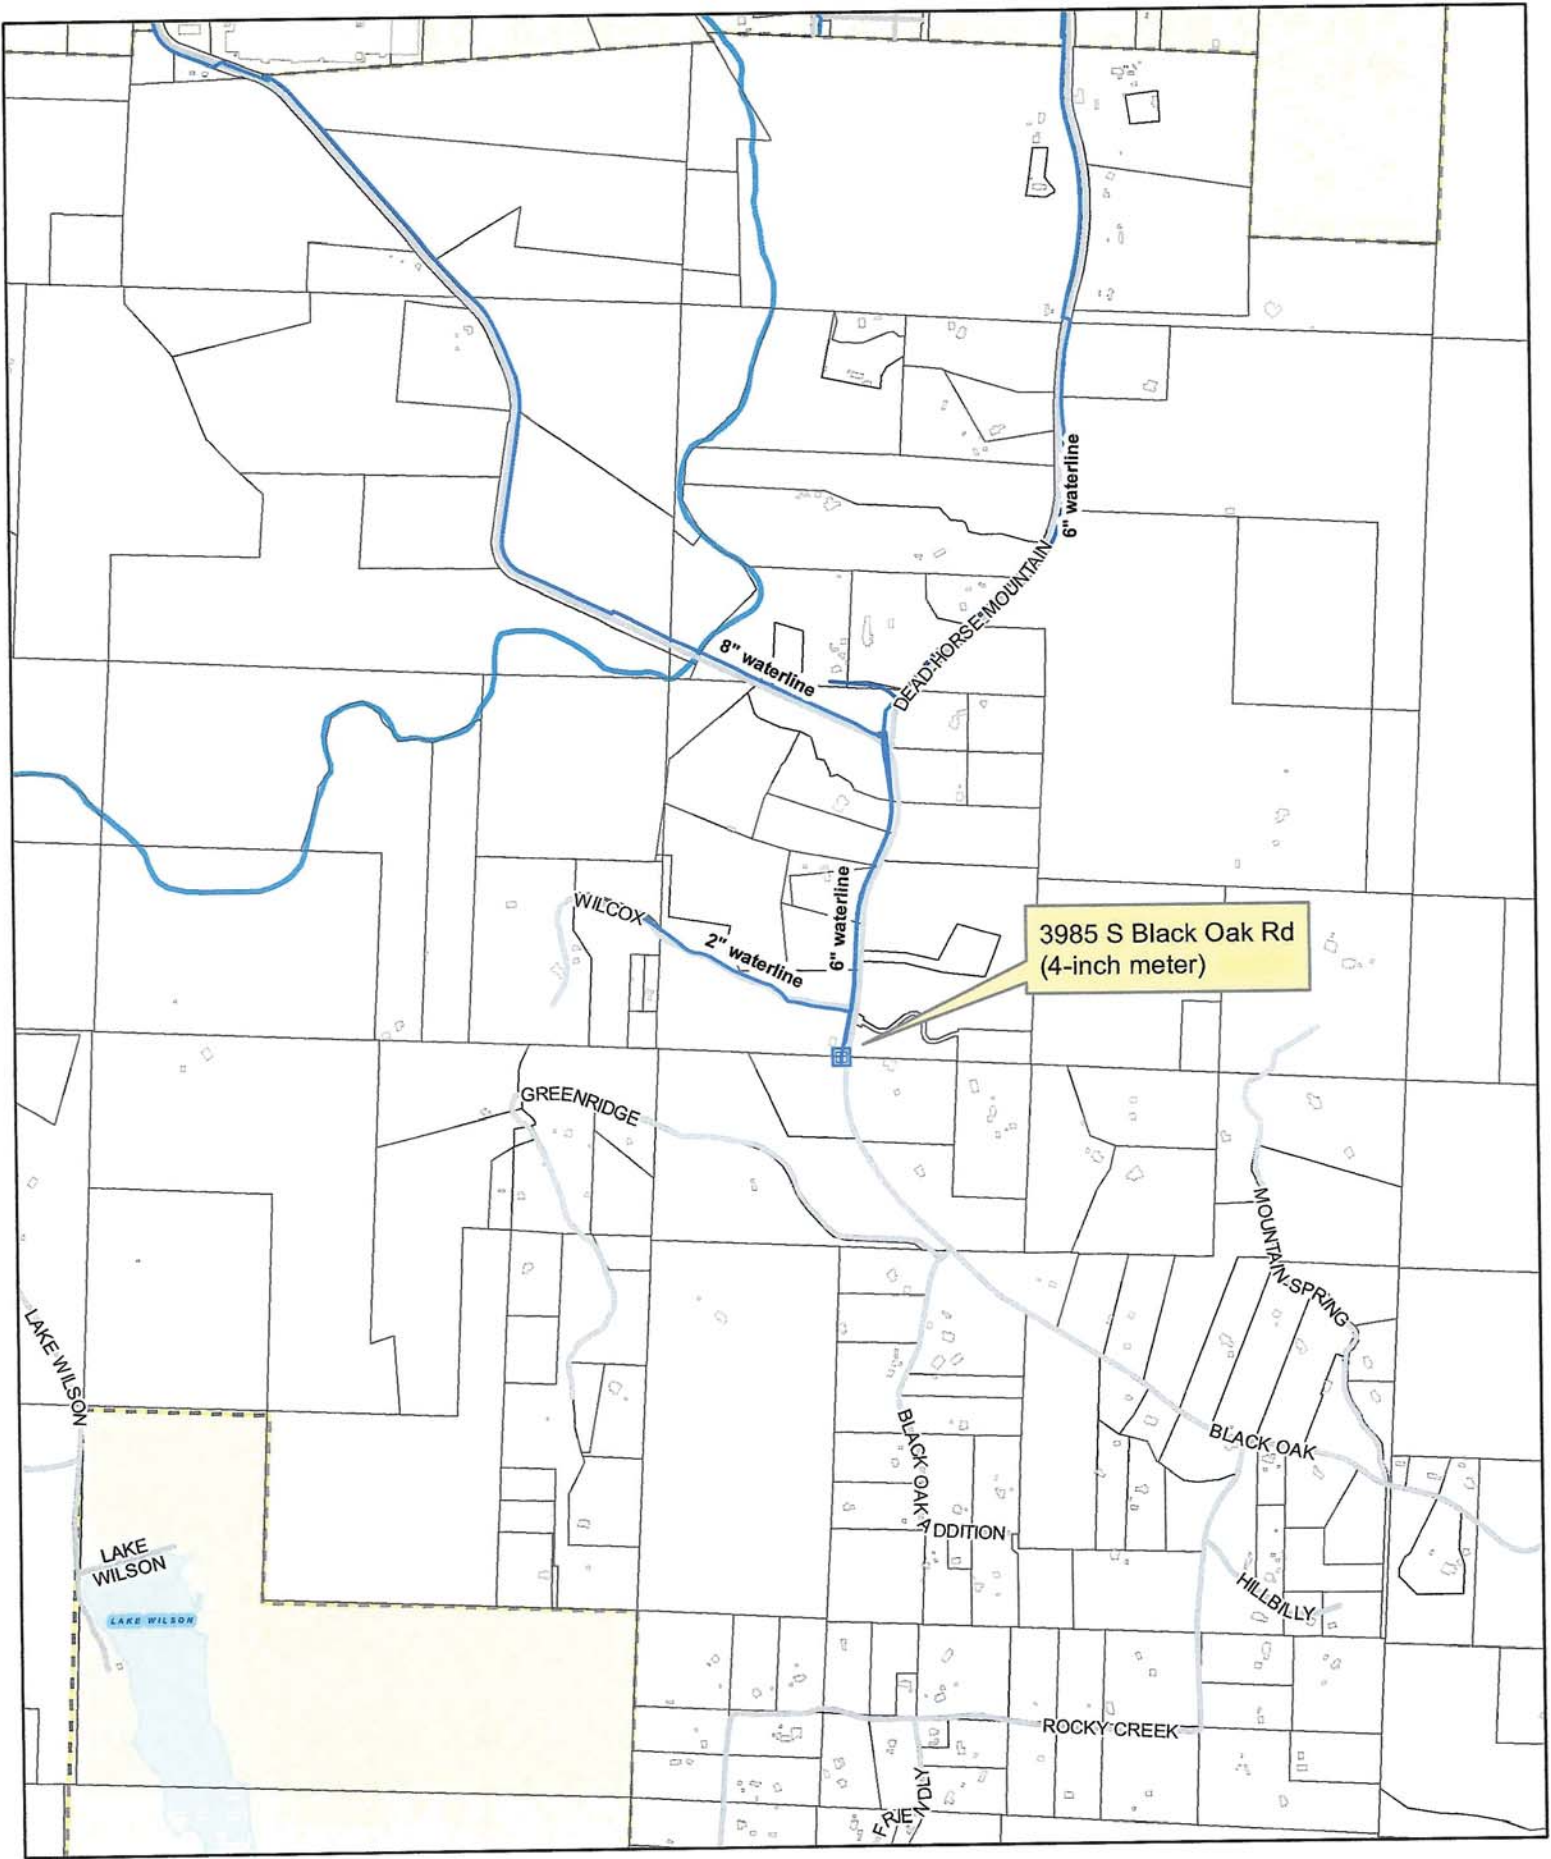 6" waterline
DEAD HORSE MOUNTAIN
8" waterline
6" waterline
WILCOX
2" waterline
3985 S Black Oak Rd
(4-inch meter)
GREENRIDGE
MOUNTAIN SPRING
LAKE WILSON
BLACK OAK
BLACK OAK ADDITION
LAKE
WILSON
HILLBILLY
LAKE WILSON
ROCKY CREEK
FRIENDLY